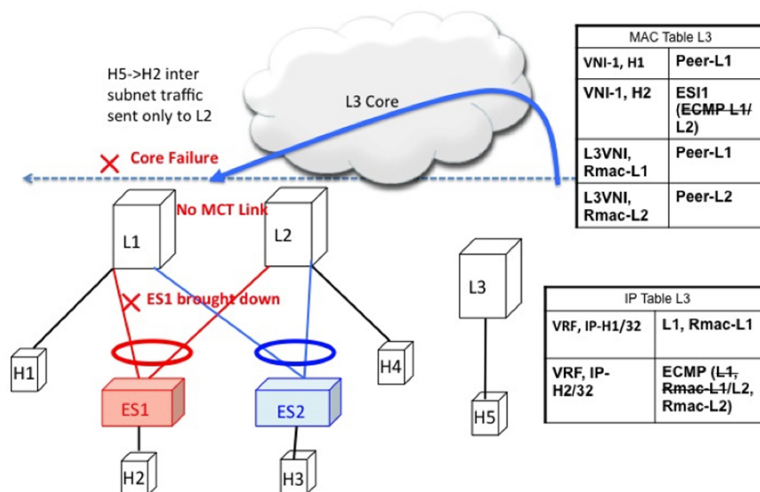 H5->H2 inter
subnet traffic
sent only to L2
L3 Core
Core Failure
No MCT Link
L1
L2
ES1 brought down
L3
H1
H4
ES1
ES2
H5
H2
H3
MAC Table L3
VNI-1, H1 Peer-L1
VNI-1, H2 ESI1
(ECMP L1/
L2)
L3VNI, Peer-L1
Rmac-L1
L3VNI, Peer-L2
Rmac-L2
IP Table L3
VRF, IP-H1/32 L1, Rmac-L1
VRF, IP- ECMP (L1,
H2/32 Rmac-L1/L2,
Rmac-L2)